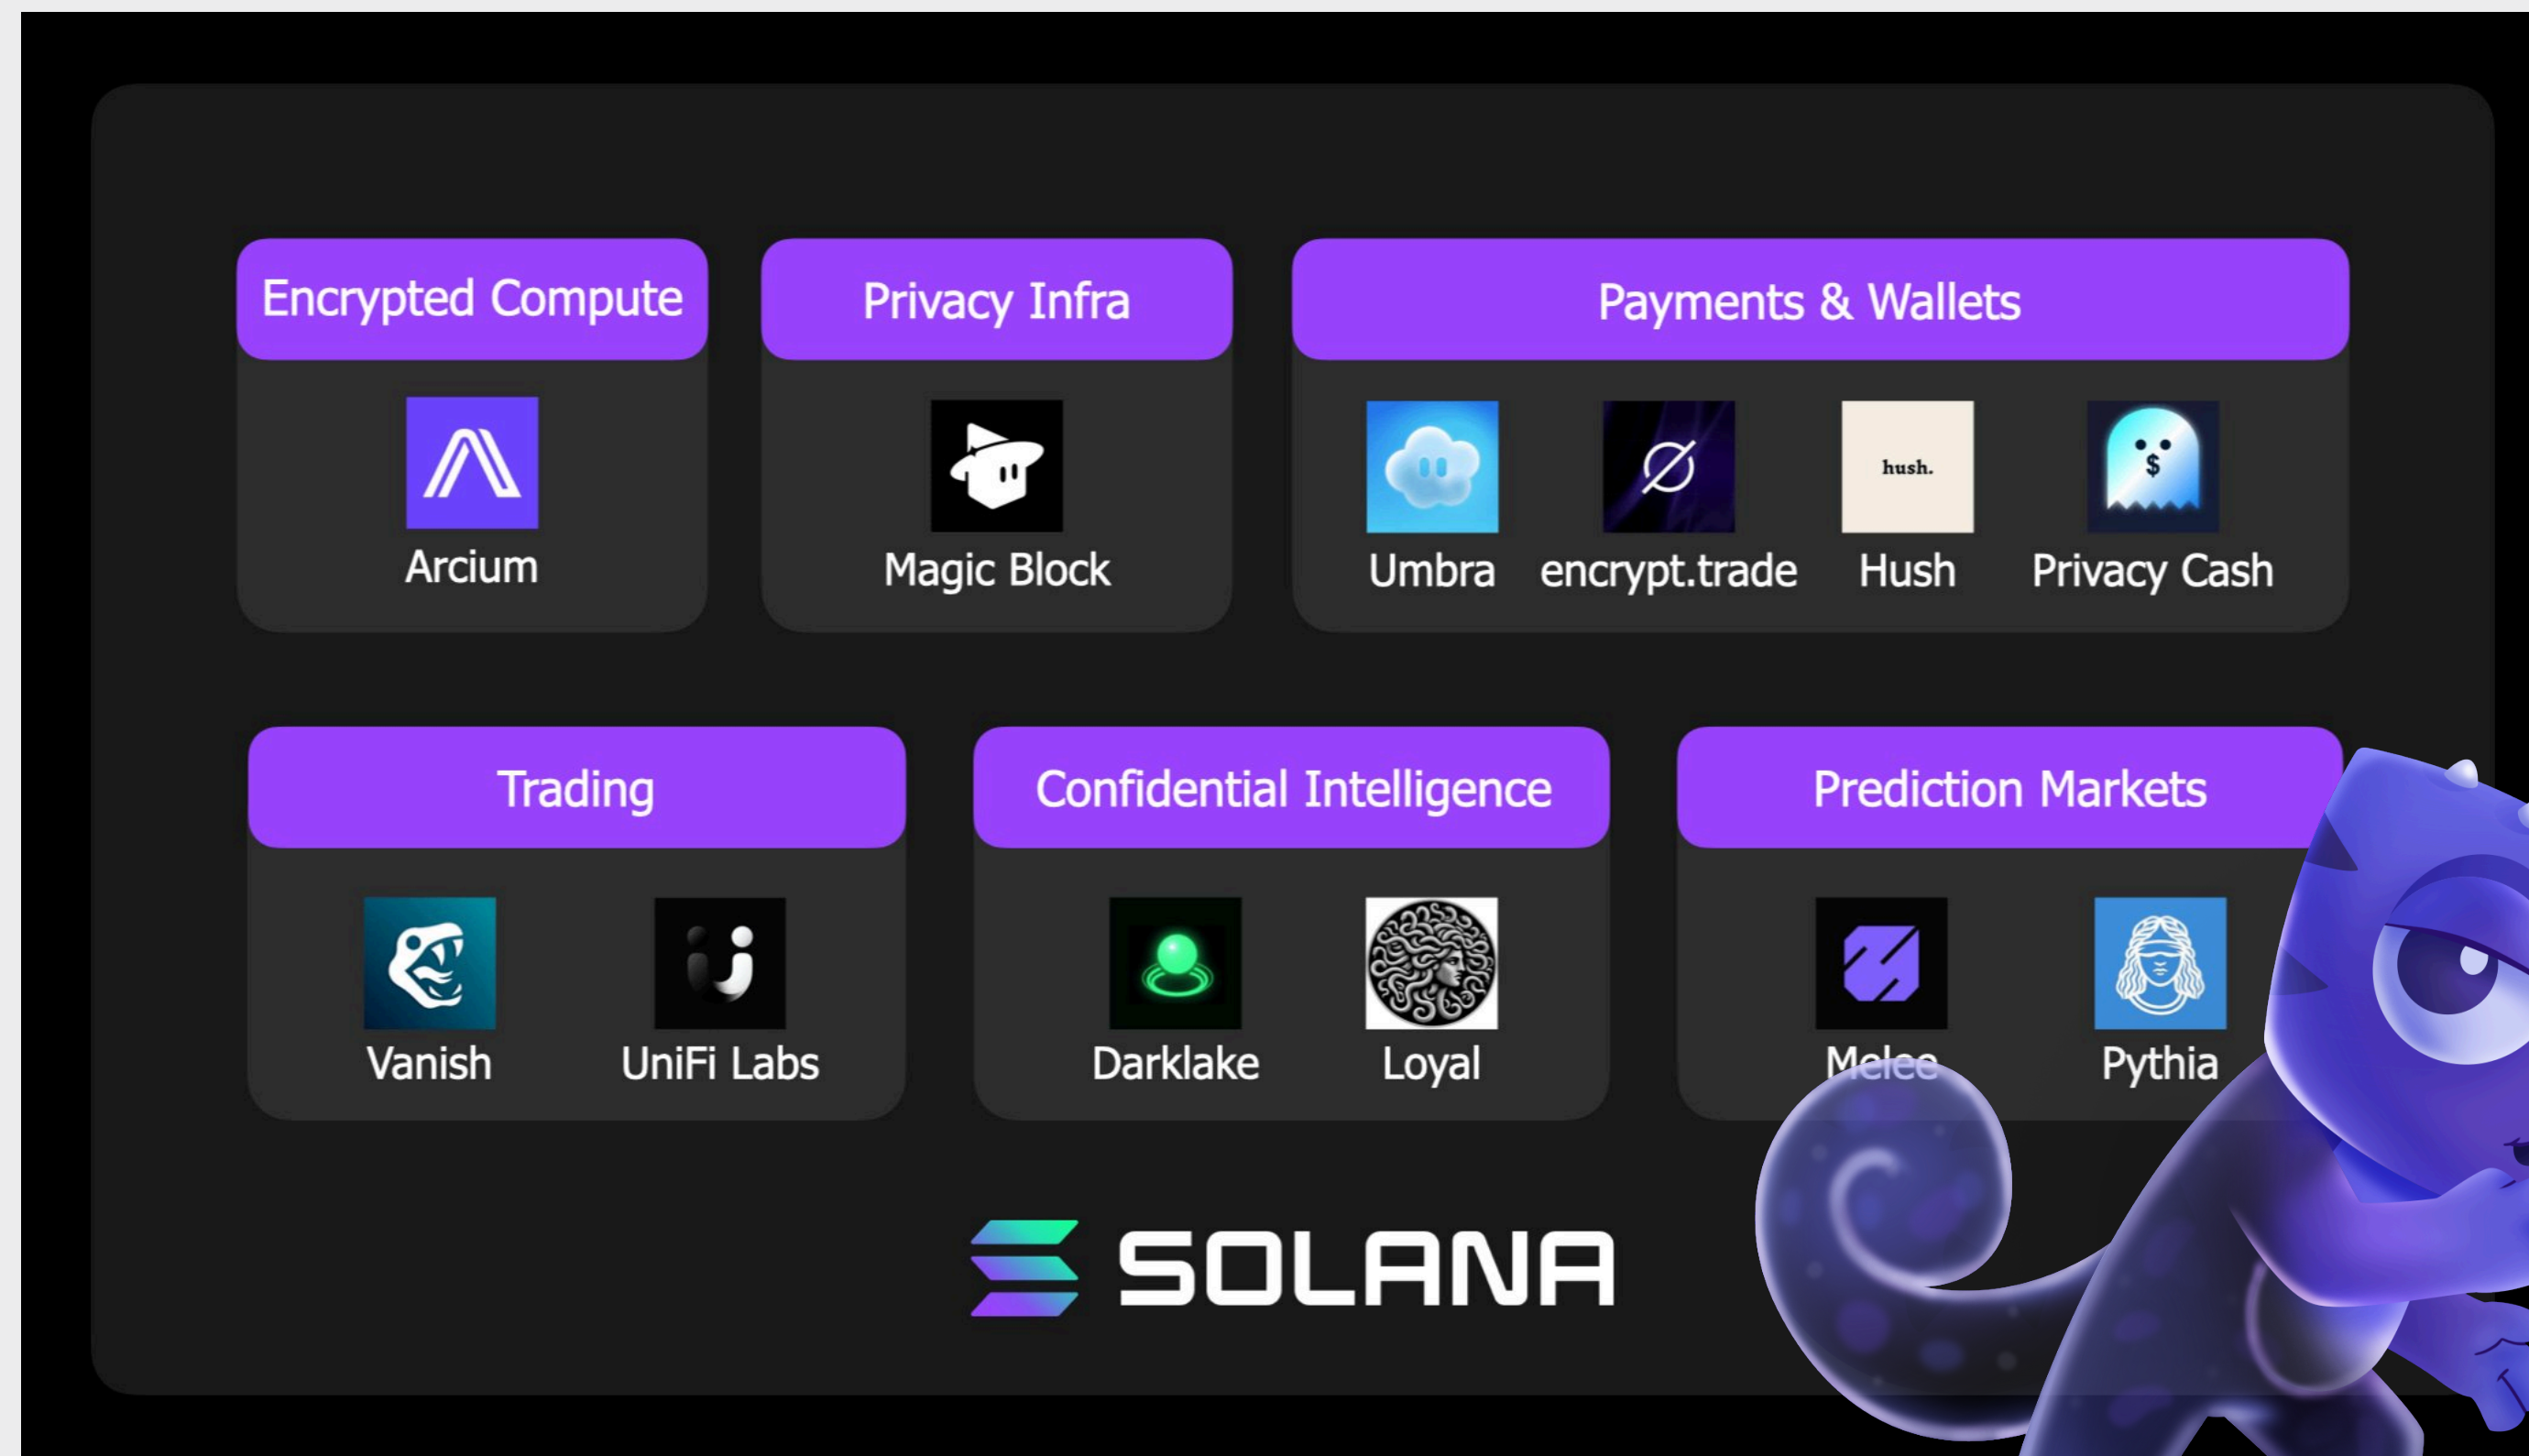 Encrypted Compute
Privacy Infra
Payments & Wallets
Arcium
Magic Block
hush.
$
Umbra
encrypt.trade
Hush
Privacy Cash
Trading
Confidential Intelligence
Prediction Markets
Vanish
UniFi Labs
Darklake
Loyal
Melee
Pythia
SOLANA